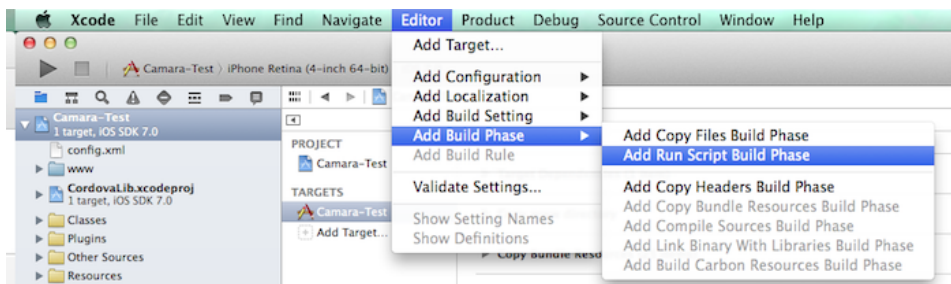 Xcode File Edit View Find Navigate Editor Product Debug Source Control Window Help
Camara-Test iPhone Retina (4-inch 64-bit)
Camara-Test
1 target, iOS SDK 7.0
config.xml
www
CordovaLib.xcodeproj
1 target, iOS SDK 7.0
Classes
Plugins
Other Sources
Resources
PROJECT
Camara-Test
TARGETS
Camara-Test
Add Target...
Add Target...
Add Configuration
Add Localization
Add Build Setting
Add Build Phase
Add Build Rule
Validate Settings...
Show Setting Names
Show Definitions
Copy Bundle Reso
Add Copy Files Build Phase
Add Run Script Build Phase
Add Copy Headers Build Phase
Add Copy Bundle Resources Build Phase
Add Compile Sources Build Phase
Add Link Binary With Libraries Build Phase
Add Build Carbon Resources Build Phase